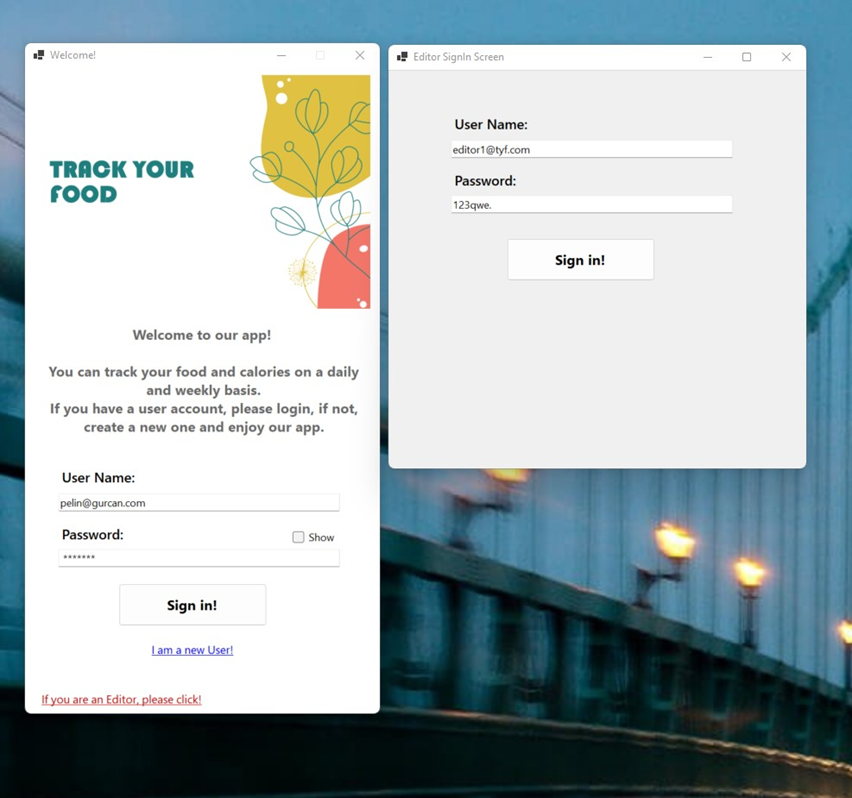 Welcome!
TRACK YOUR
FOOD
Welcome to our app!
You can track your food and calories on a daily
and weekly basis.
If you have a user account, please login, if not,
create a new one and enjoy our app.
User Name:
pelin@gurcan.com
Password:
Show
*******
Sign in!
I am a new User!
If you are an Editor, please click!
Editor SignIn Screen
User Name:
editor1@tyf.com
Password:
123qwe.
Sign in!